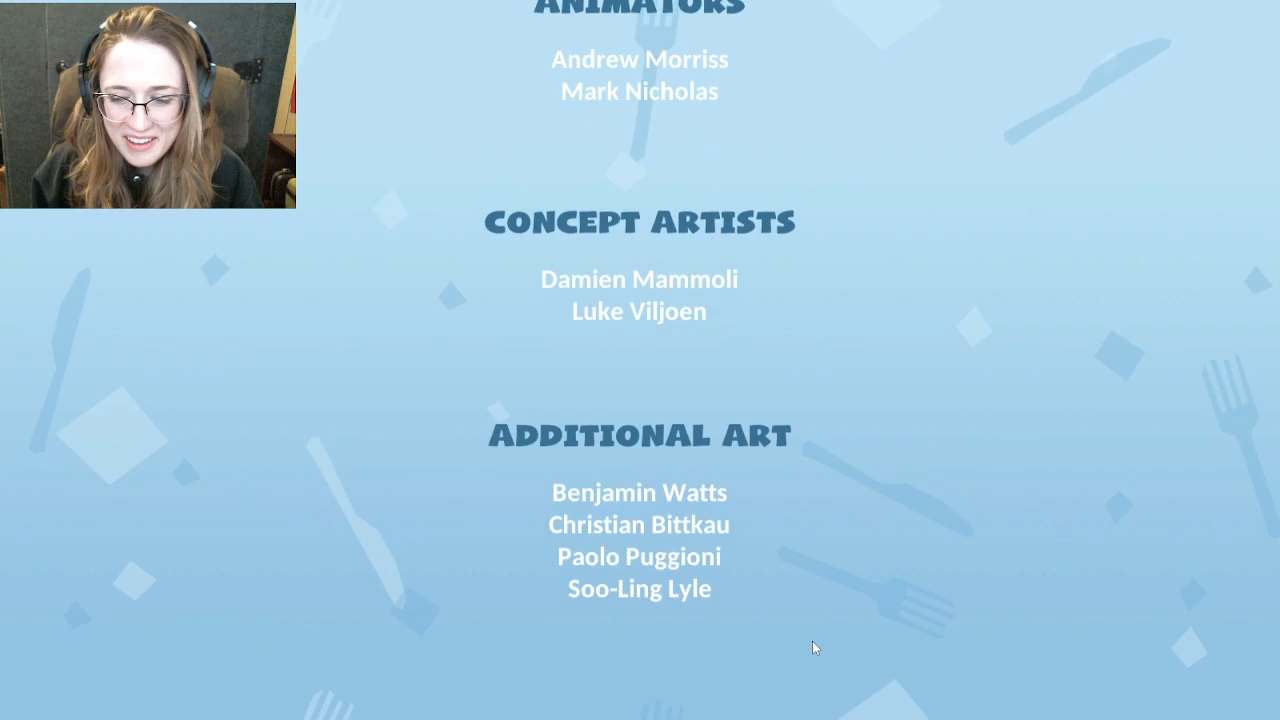 ANIMATORS
Andrew Morriss
Mark Nicholas
CONCEPT ARTISTS
Damien Mammoli
Luke Viljoen
ADDITIONAL ART
Benjamin Watts
Christian Bittkau
Paolo Puggioni
Soo-Ling Lyle